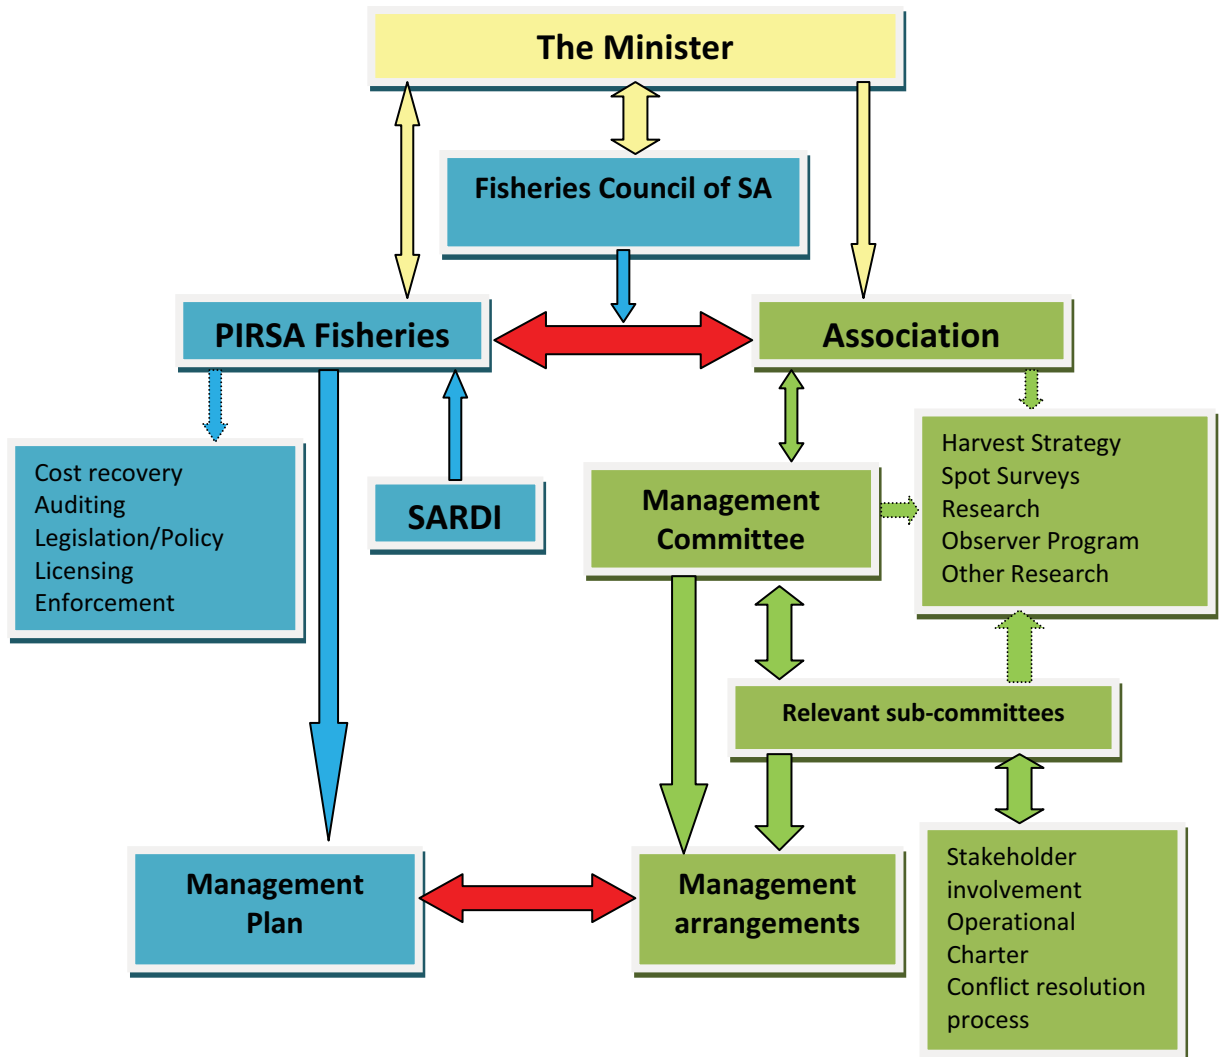 The Minister
Fisheries Council of SA
PIRSA Fisheries
Association
Cost recovery
Auditing
Legislation/Policy
Licensing
Enforcement
SARDI
Management
Committee
Harvest Strategy
Spot Surveys
Research
Observer Program
Other Research
Relevant sub-committees
Management
Plan
Management
arrangements
Stakeholder
involvement
Operational
Charter
Conflict resolution
process